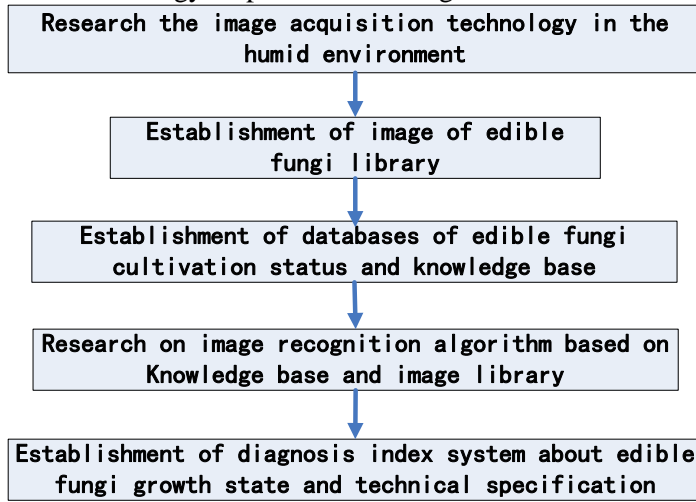 Research the image acquisition technology in the
humid environment
Establishment of image of edible
fungi library
Establishment of databases of edible fungi
cultivation status and knowledge base
Research on image recognition algorithm based on
Knowledge base and image library
Establishment of diagnosis index system about edible
fungi growth state and technical specification